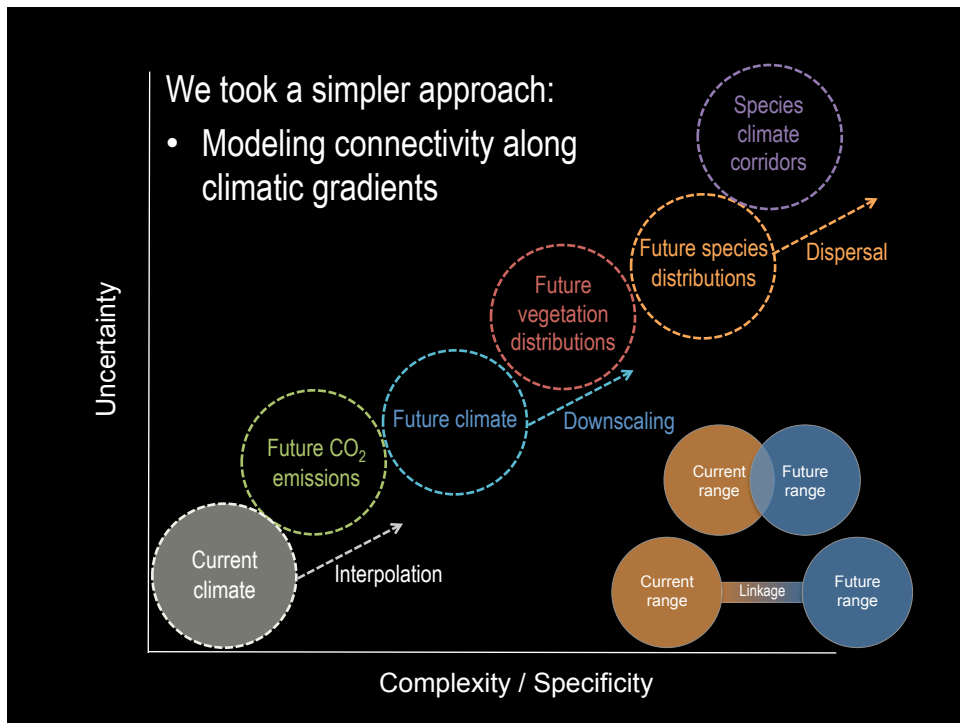 We took a simpler approach:
• Modeling connectivity along
climatic gradients
Species
climate
corridors
Future species
distributions
Dispersal
Future
vegetation
distributions
Future climate
Downscaling
Future CO₂
emissions
Current
climate
Interpolation
Current
range
Future
range
Current
range
Linkage
Future
range
Uncertainty
Complexity / Specificity